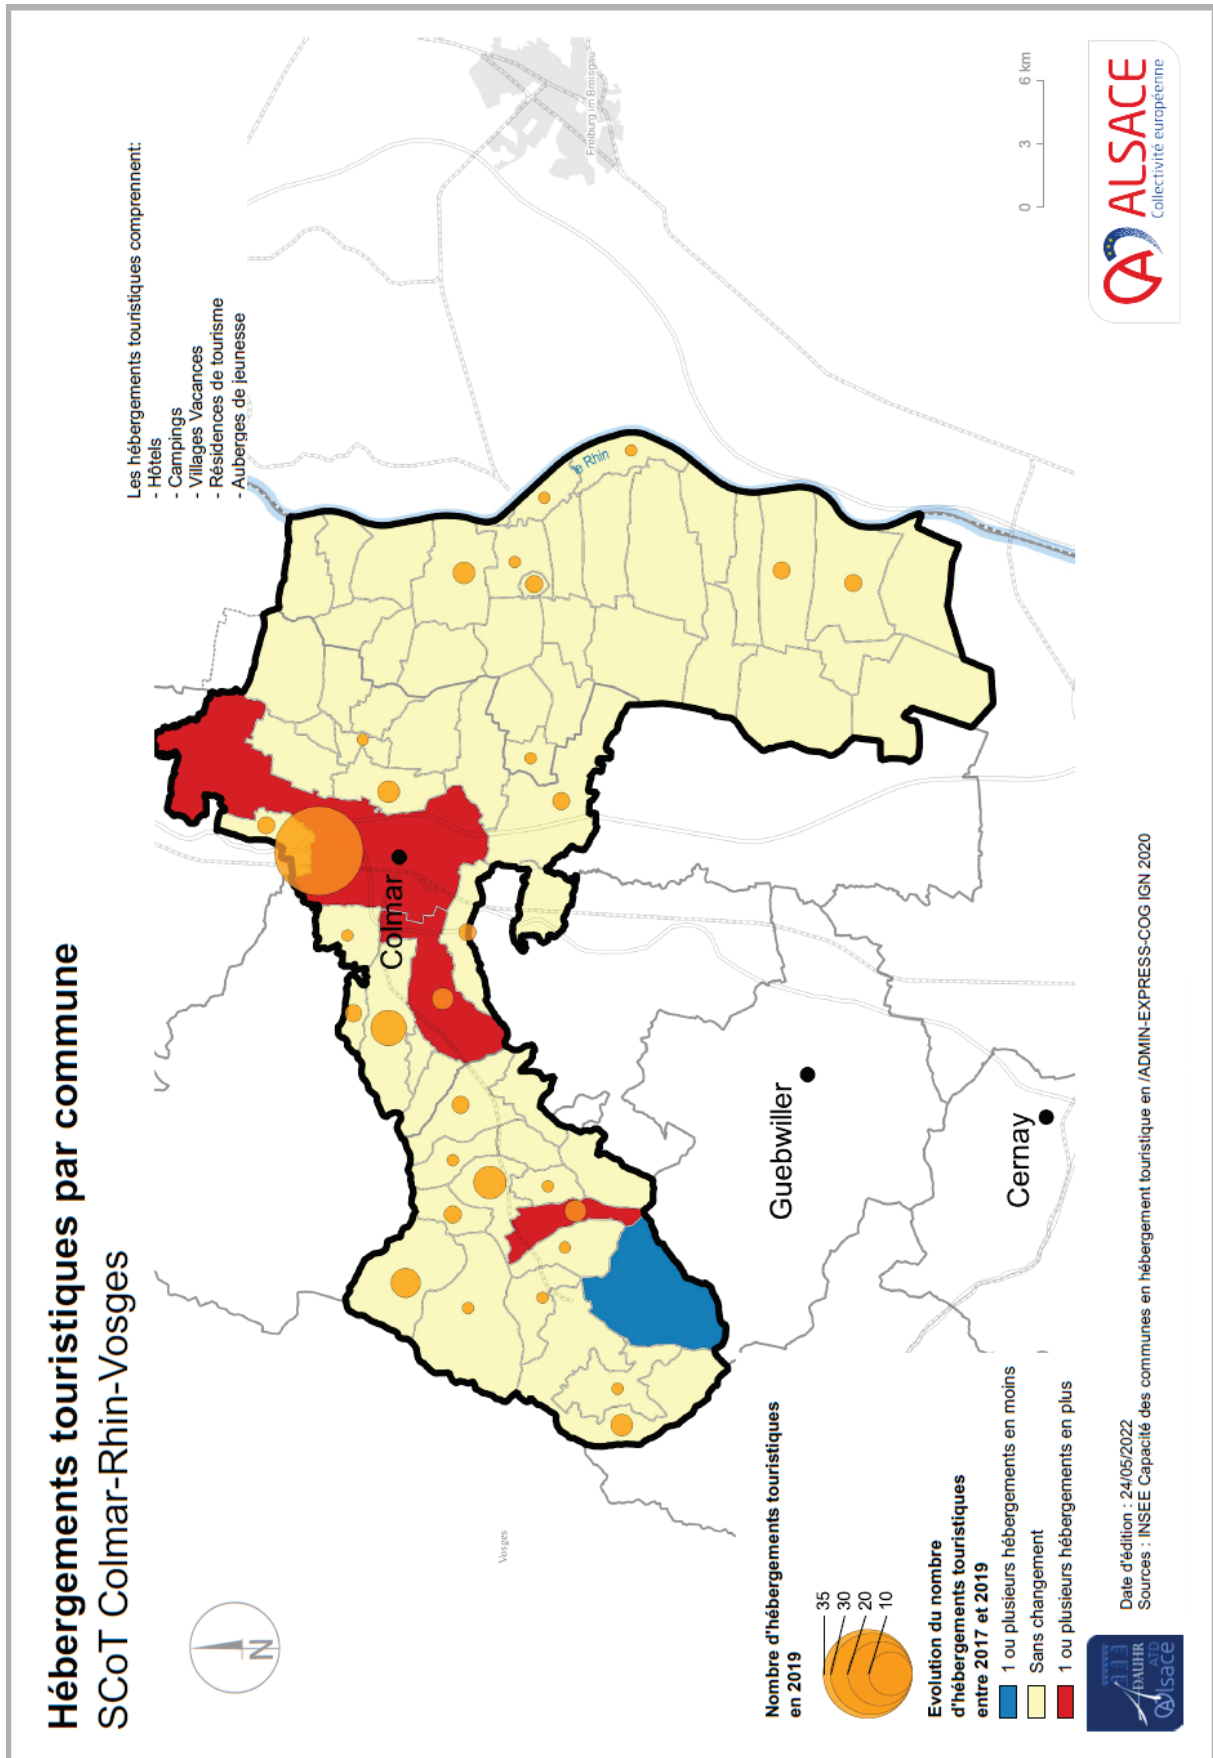 Hébergements touristiques par commune
SCoT Colmar-Rhin-Vosges
N
Les hébergements touristiques comprennent:
- Hôtels
- Campings
- Villages Vacances
- Résidences de tourisme
- Auberges de jeunesse
Freiburg im Breisgau
le Rhin
Colmar
Guebwiller
Cernay
Vosges
0 3 6 km
Nombre d'hébergements touristiques
en 2019
35
30
20
10
Evolution du nombre
d'hébergements touristiques
entre 2017 et 2019
1 ou plusieurs hébergements en moins
Sans changement
1 ou plusieurs hébergements en plus
ADAUHR
ATD
Alsace
Date d'édition : 24/05/2022
Sources : INSEE Capacité des communes en hébergement touristique en /ADMIN-EXPRESS-COG IGN 2020
ALSACE
Collectivité européenne